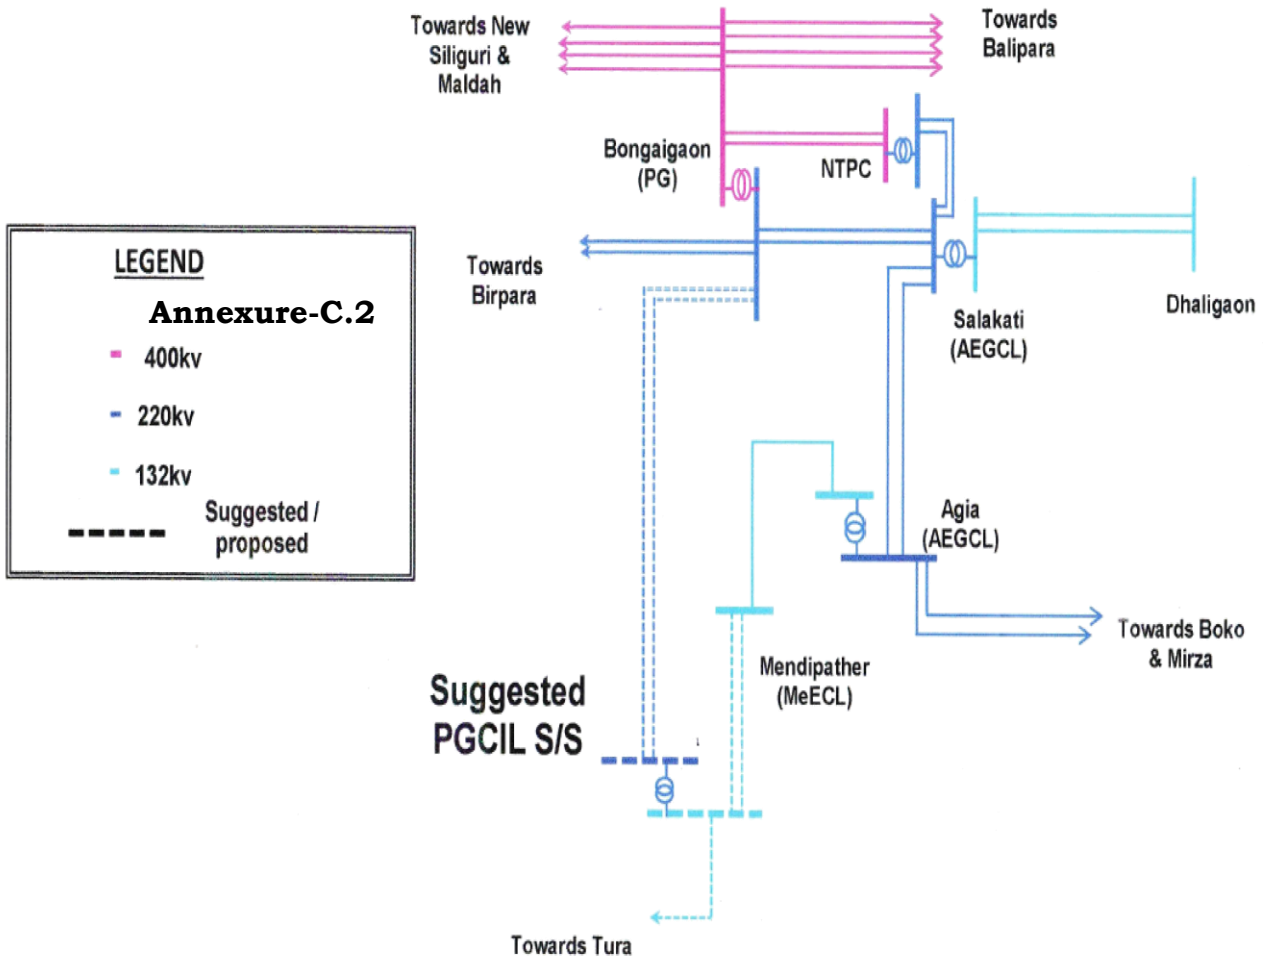 Towards New
Siliguri &
Maldah
Towards
Balipara
Bongaigaon
(PG)
NTPC
Towards
Birpara
Salakati
(AEGCL)
Dhaligaon
LEGEND
Annexure-C.2
400kv
220kv
132kv
Suggested /
proposed
Agia
(AEGCL)
Towards Boko
& Mirza
Mendipather
(MeECL)
Suggested
PGCIL S/S
Towards Tura